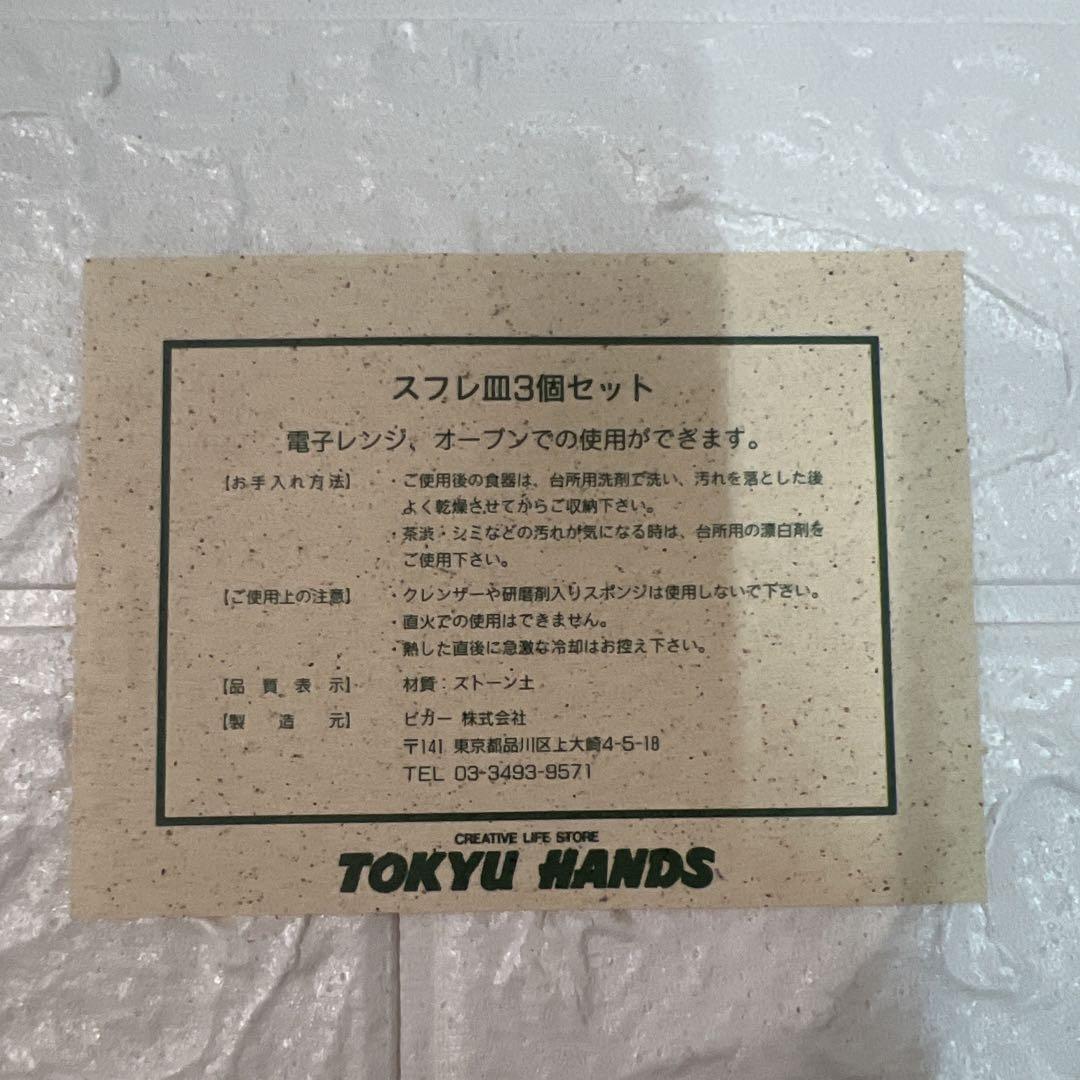 スフレ皿3個セット
電子レンジ、オーブンでの使用ができます。
【お手入れ方法】 ・ご使用後の食器は、台所用洗剤で洗い、汚れを落とした後
よく乾燥させてからご収納下さい。
・茶渋・シミなどの汚れが気になる時は、台所用の漂白剤を
ご使用下さい。
【ご使用上の注意】 ・クレンザーや研磨剤入りスポンジは使用しないで下さい。
・直火での使用はできません。
・熱した直後に急激な冷却はお控え下さい。
【品質表示】 材質:ストーン土
【製造元】 ビガー 株式会社
〒141 東京都品川区上大崎4-5-18
TEL 03-3493-9571
CREATIVE LIFE STORE
TOKYU HANDS